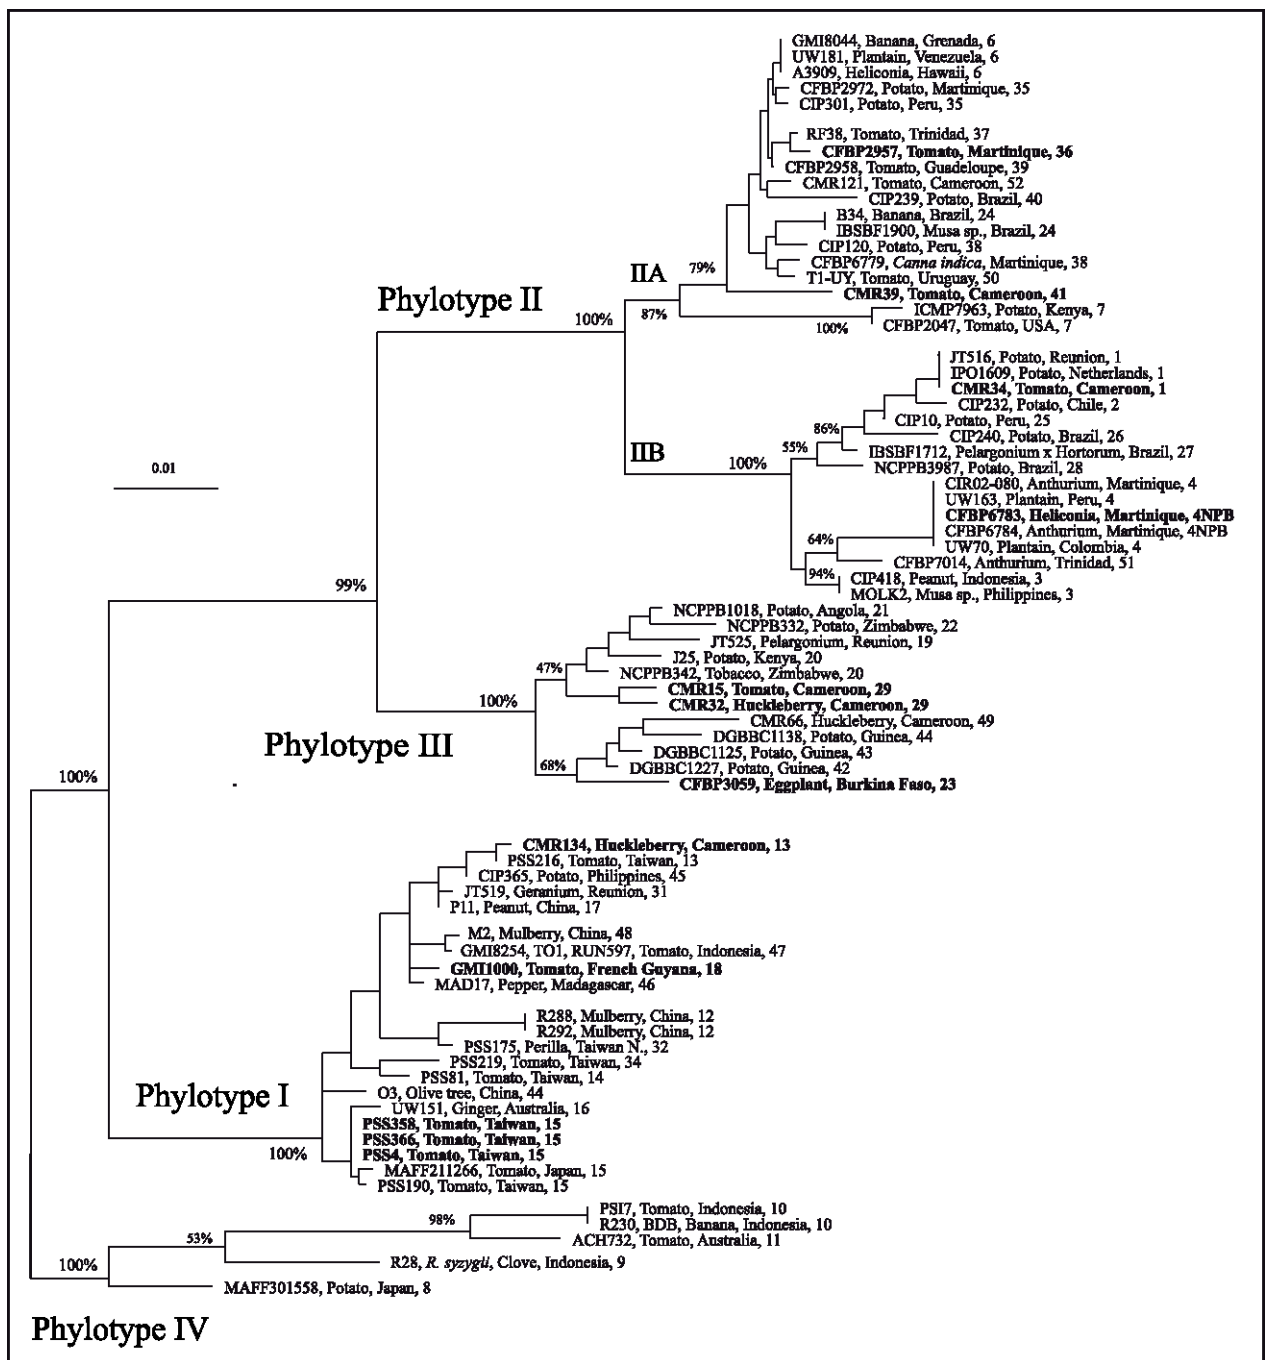 GMI8044, Banana, Grenada, 6
UW181, Plantain, Venezuela, 6
A3909, Heliconia, Hawaii, 6
CFBP2972, Potato, Martinique, 35
CIP301, Potato, Peru, 35
RF38, Tomato, Trinidad, 37
CFBP2957, Tomato, Martinique, 36
CFBP2958, Tomato, Guadeloupe, 39
CMR121, Tomato, Cameroon, 52
CIP239, Potato, Brazil, 40
B34, Banana, Brazil, 24
IBSBF1900, Musa sp., Brazil, 24
CIP120, Potato, Peru, 38
CFBP6779, Canna indica, Martinique, 38
T1-UY, Tomato, Uruguay, 50
IIA
79%
CMR39, Tomato, Cameroon, 41
Phylotype II
ICMP7963, Potato, Kenya, 7
100%
87%
CFBP2047, Tomato, USA, 7
100%
JT516, Potato, Reunion, 1
IPO1609, Potato, Netherlands, 1
CMR34, Tomato, Cameroon, 1
CIP232, Potato, Chile, 2
CIP10, Potato, Peru, 25
86%
CIP240, Potato, Brazil, 26
55%
IIB
IBSBF1712, Pelargonium x Hortorum, Brazil, 27
100%
NCPPB3987, Potato, Brazil, 28
0.01
CIR02-080, Anthurium, Martinique, 4
UW163, Plantain, Peru, 4
CFBP6783, Heliconia, Martinique, 4NPB
CFBP6784, Anthurium, Martinique, 4NPB
64%
UW70, Plantain, Colombia, 4
CFBP7014, Anthurium, Trinidad, 51
94%
CIP418, Peanut, Indonesia, 3
99%
MOLK2, Musa sp., Philippines, 3
NCPPB1018, Potato, Angola, 21
NCPPB332, Potato, Zimbabwe, 22
JT525, Pelargonium, Reunion, 19
J25, Potato, Kenya, 20
47%
NCPPB342, Tobacco, Zimbabwe, 20
CMR15, Tomato, Cameroon, 29
100%
CMR32, Huckleberry, Cameroon, 29
CMR66, Huckleberry, Cameroon, 49
DGBBC1138, Potato, Guinea, 44
Phylotype III
DGBBC1125, Potato, Guinea, 43
68%
DGBBC1227, Potato, Guinea, 42
100%
CFBP3059, Eggplant, Burkina Faso, 23
CMR134, Huckleberry, Cameroon, 13
PSS216, Tomato, Taiwan, 13
CIP365, Potato, Philippines, 45
JT519, Geranium, Reunion, 31
P11, Peanut, China, 17
M2, Mulberry, China, 48
GMI8254, TO1, RUN597, Tomato, Indonesia, 47
GMI1000, Tomato, French Guyana, 18
MAD17, Pepper, Madagascar, 46
R288, Mulberry, China, 12
R292, Mulberry, China, 12
PSS175, Perilla, Taiwan N., 32
PSS219, Tomato, Taiwan, 34
PSS81, Tomato, Taiwan, 14
Phylotype I
O3, Olive tree, China, 44
UW151, Ginger, Australia, 16
PSS358, Tomato, Taiwan, 15
PSS366, Tomato, Taiwan, 15
100%
PSS4, Tomato, Taiwan, 15
MAFF211266, Tomato, Japan, 15
PSS190, Tomato, Taiwan, 15
PSI7, Tomato, Indonesia, 10
98%
R230, BDB, Banana, Indonesia, 10
53%
ACH732, Tomato, Australia, 11
100%
R28, R. syzygii, Clove, Indonesia, 9
MAFF301558, Potato, Japan, 8
Phylotype IV